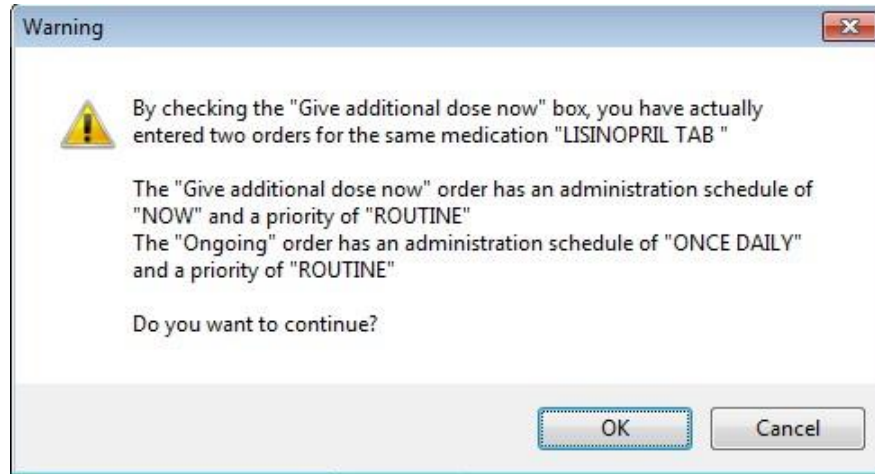 Warning
By checking the "Give additional dose now" box, you have actually
entered two orders for the same medication "LISINOPRIL TAB "
The "Give additional dose now" order has an administration schedule of
"NOW" and a priority of "ROUTINE"
The "Ongoing" order has an administration schedule of "ONCE DAILY"
and a priority of "ROUTINE"
Do you want to continue?
OK
Cancel